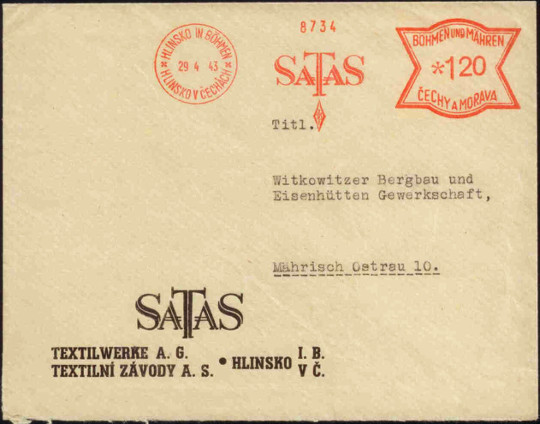 HLINSKO IN BÖHMEN
29 4 43
HLINSKO V ČECHÁCH
8734
SATAS
BÖHMEN UND MÄHREN
*120
ČECHY A MORAVA
Titl.
Witkowitzer Bergbau und
Eisenhütten Gewerkschaft,
Mährisch Ostrau 10.
SATAS
TEXTILWERKE A. G. • HLINSKO I. B.
TEXTILNÍ ZÁVODY A. S. V Č.